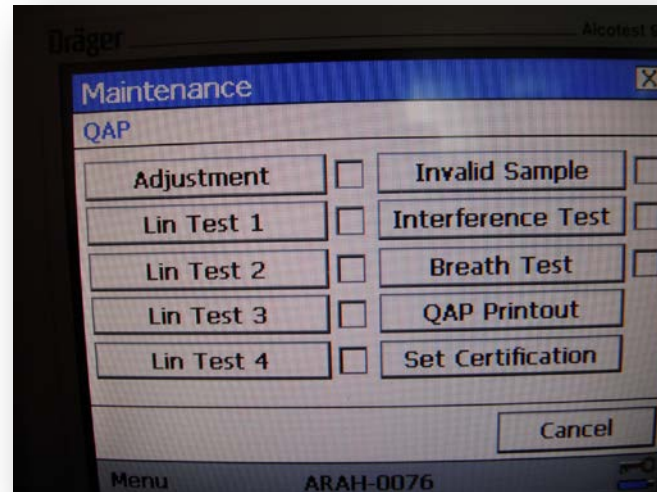 Dräger
Alcotest
Maintenance
X
QAP
Adjustment
Invalid Sample
Lin Test 1
Interference Test
Lin Test 2
Breath Test
Lin Test 3
QAP Printout
Lin Test 4
Set Certification
Cancel
Menu
ARAH-0076